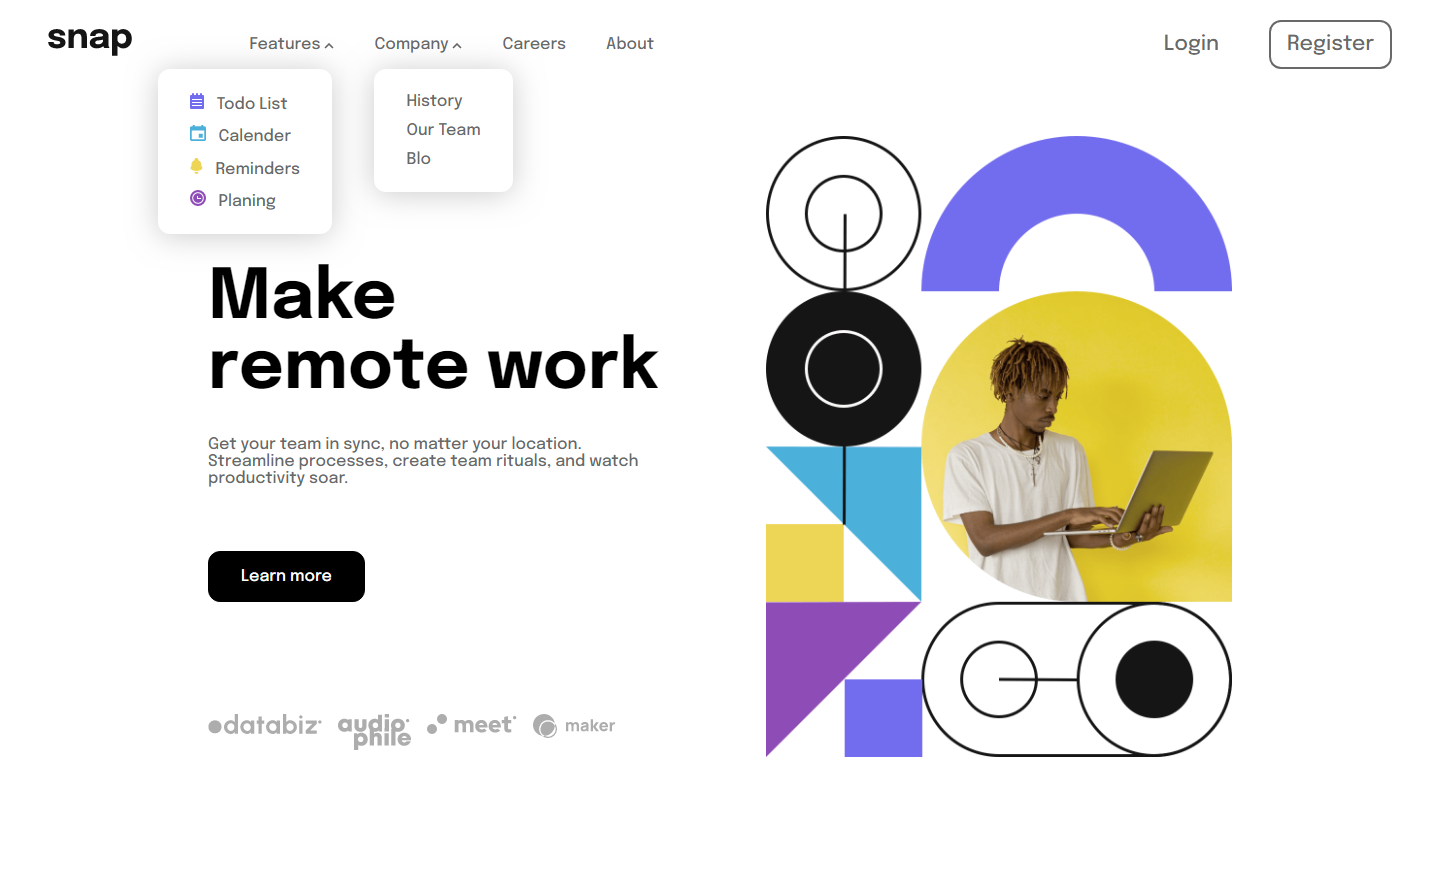 snap
Features
Company
Careers
About
Login
Register
Todo List
Calender
Reminders
Planing
History
Our Team
Blo
Make
remote work
Get your team in sync, no matter your location.
Streamline processes, create team rituals, and watch
productivity soar.
Learn more
databiz
audio
phile
meet
maker